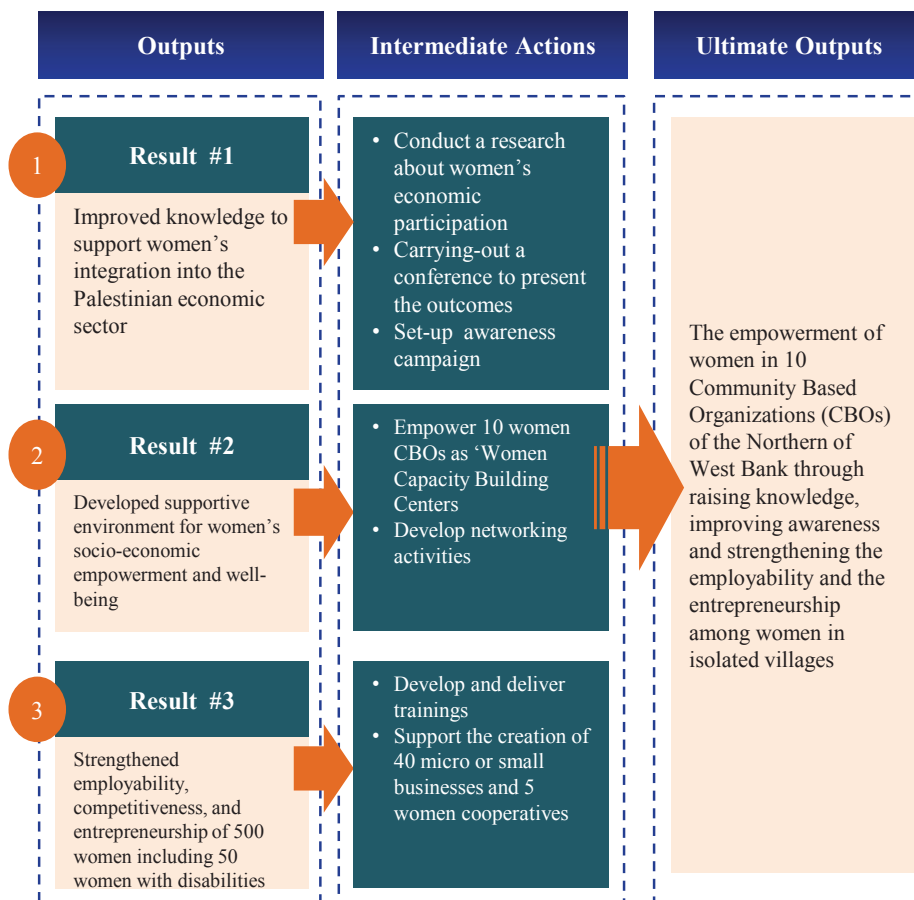 Outputs
Intermediate Actions
Ultimate Outputs
1
Result #1
Improved knowledge to
support women's
integration into the
Palestinian economic
sector
• Conduct a research
about women's
economic
participation
• Carrying-out a
conference to present
the outcomes
• Set-up awareness
campaign
2
Result #2
Developed supportive
environment for women's
socio-economic
empowerment and well-
being
• Empower 10 women
CBOs as 'Women
Capacity Building
Centers
• Develop networking
activities
3
Result #3
Strengthened
employability,
competitiveness, and
entrepreneurship of 500
women including 50
women with disabilities
• Develop and deliver
trainings
• Support the creation of
40 micro or small
businesses and 5
women cooperatives
The empowerment of
women in 10
Community Based
Organizations (CBOs)
of the Northern of
West Bank through
raising knowledge,
improving awareness
and strengthening the
employability and the
entrepreneurship
among women in
isolated villages